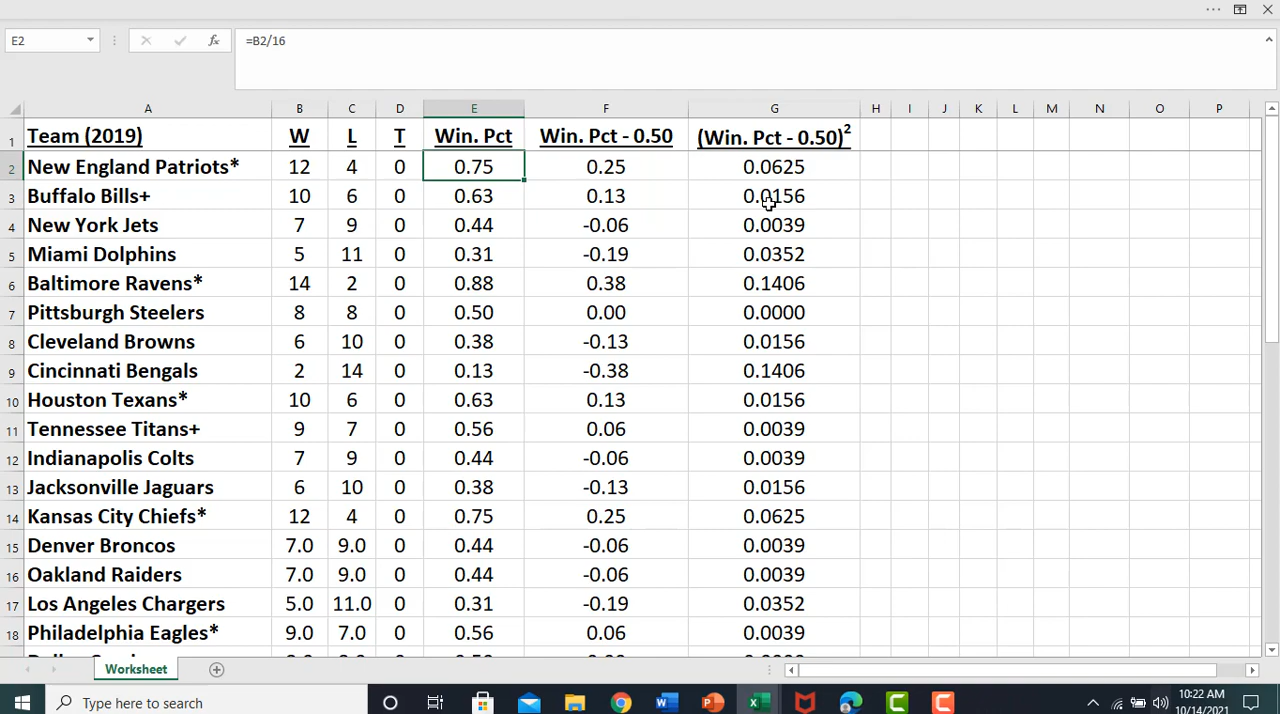 E2 fx =B2/16
A B C D E F G H I J K L M N O P
1 Team (2019) W L T Win. Pct Win. Pct - 0.50 (Win. Pct - 0.50)²
2 New England Patriots* 12 4 0 0.75 0.25 0.0625
3 Buffalo Bills+ 10 6 0 0.63 0.13 0.0156
4 New York Jets 7 9 0 0.44 -0.06 0.0039
5 Miami Dolphins 5 11 0 0.31 -0.19 0.0352
6 Baltimore Ravens* 14 2 0 0.88 0.38 0.1406
7 Pittsburgh Steelers 8 8 0 0.50 0.00 0.0000
8 Cleveland Browns 6 10 0 0.38 -0.13 0.0156
9 Cincinnati Bengals 2 14 0 0.13 -0.38 0.1406
10 Houston Texans* 10 6 0 0.63 0.13 0.0156
11 Tennessee Titans+ 9 7 0 0.56 0.06 0.0039
12 Indianapolis Colts 7 9 0 0.44 -0.06 0.0039
13 Jacksonville Jaguars 6 10 0 0.38 -0.13 0.0156
14 Kansas City Chiefs* 12 4 0 0.75 0.25 0.0625
15 Denver Broncos 7.0 9.0 0 0.44 -0.06 0.0039
16 Oakland Raiders 7.0 9.0 0 0.44 -0.06 0.0039
17 Los Angeles Chargers 5.0 11.0 0 0.31 -0.19 0.0352
18 Philadelphia Eagles* 9.0 7.0 0 0.56 0.06 0.0039
Worksheet
Type here to search 10:22 AM
10/14/2021